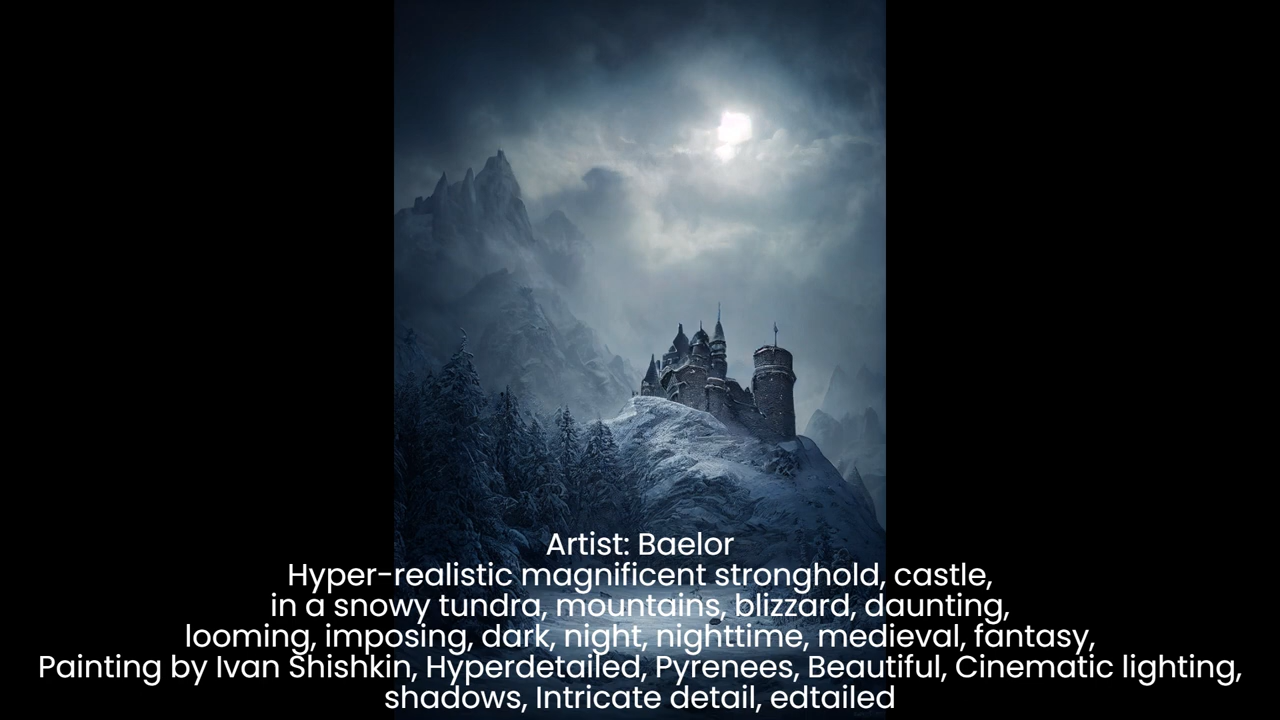 Artist: Baelor
Hyper-realistic magnificent stronghold, castle,
in a snowy tundra, mountains, blizzard, daunting,
looming, imposing, dark, night, nighttime, medieval, fantasy,
Painting by Ivan Shishkin, Hyperdetailed, Pyrenees, Beautiful, Cinematic lighting,
shadows, Intricate detail, edtailed